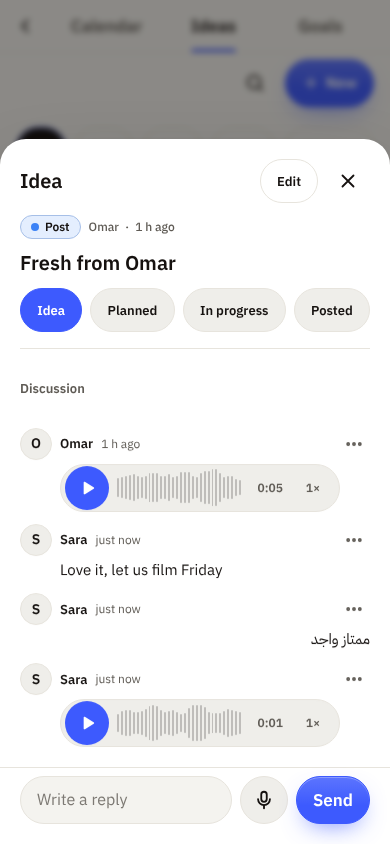 Calendar
Ideas
Goals
+ New
Idea
Edit
Post
Omar · 1 h ago
Fresh from Omar
Idea
Planned
In progress
Posted
Discussion
O
Omar 1 h ago
0:05 1×
S
Sara just now
Love it, let us film Friday
S
Sara just now
ممتاز واجد
S
Sara just now
0:01 1×
Write a reply
Send